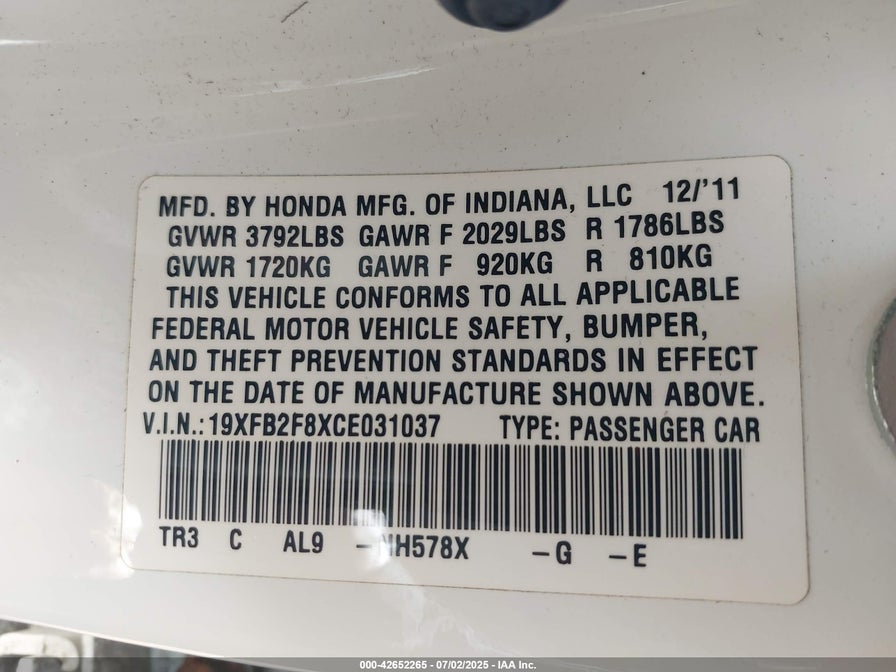 MFD. BY HONDA MFG. OF INDIANA, LLC 12/'11
GVWR 3792LBS GAWR F 2029LBS R 1786LBS
GVWR 1720KG GAWR F 920KG R 810KG
THIS VEHICLE CONFORMS TO ALL APPLICABLE
FEDERAL MOTOR VEHICLE SAFETY, BUMPER,
AND THEFT PREVENTION STANDARDS IN EFFECT
ON THE DATE OF MANUFACTURE SHOWN ABOVE.
V.I.N.:19XFB2F8XCE031037 TYPE: PASSENGER CAR
TR3 C AL9 -NH578X -G -E
000-42652265 - 07/02/2025 - IAA Inc.